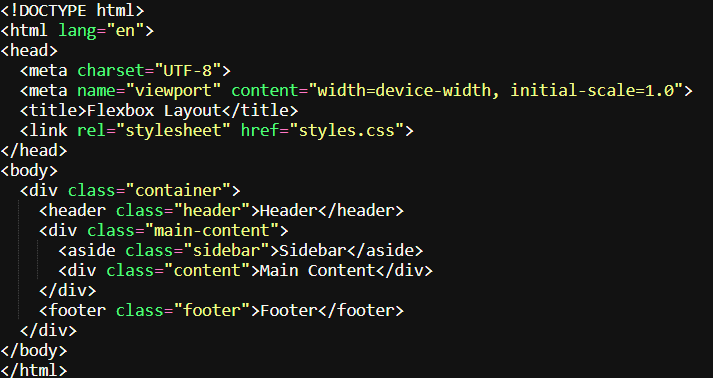 <!DOCTYPE html>
<html lang="en">
<head>
  <meta charset="UTF-8">
  <meta name="viewport" content="width=device-width, initial-scale=1.0">
  <title>Flexbox Layout</title>
  <link rel="stylesheet" href="styles.css">
</head>
<body>
  <div class="container">
    <header class="header">Header</header>
    <div class="main-content">
      <aside class="sidebar">Sidebar</aside>
      <div class="content">Main Content</div>
    </div>
    <footer class="footer">Footer</footer>
  </div>
</body>
</html>